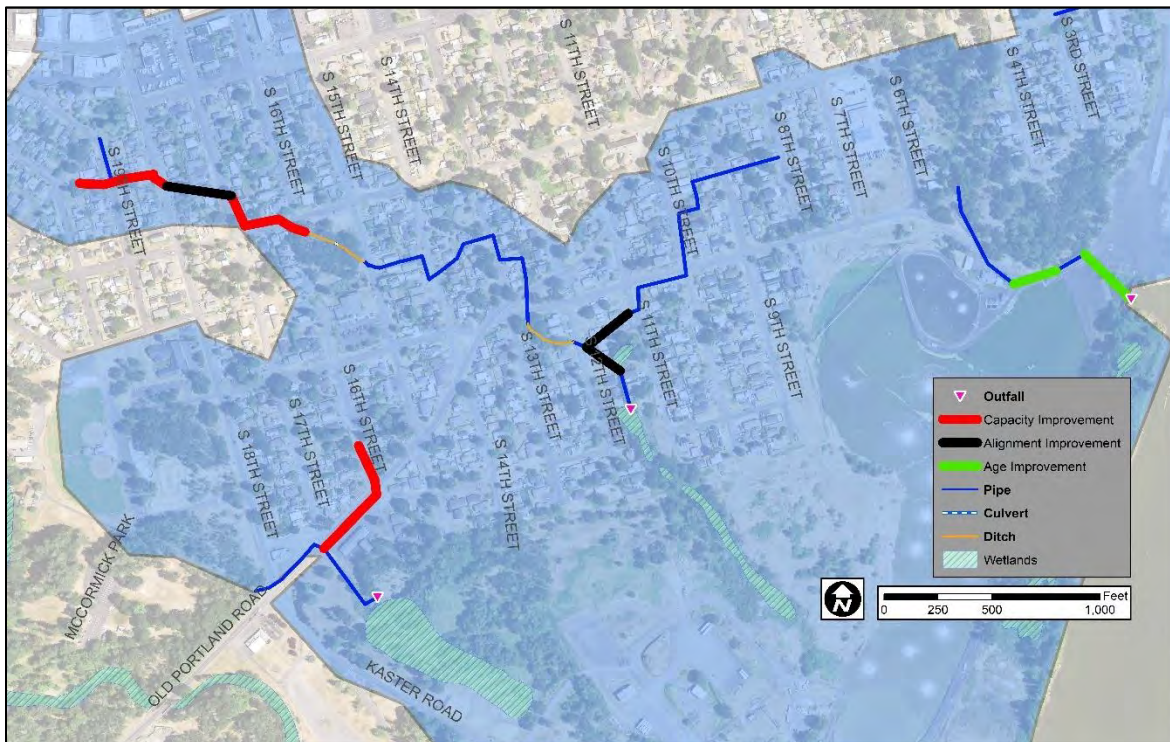 S 3RD STREET
S 4TH STREET
S 6TH STREET
S 7TH STREET
S 8TH STREET
S 10TH STREET
S 11TH STREET
S 14TH STREET
S 15TH STREET
S 16TH STREET
S 19TH STREET
S 9TH STREET
S 11TH STREET
S 12TH STREET
S 13TH STREET
S 14TH STREET
S 16TH STREET
S 17TH STREET
S 18TH STREET
MCCORMICK PARK
OLD PORTLAND ROAD
KASTER ROAD
Outfall
Capacity Improvement
Alignment Improvement
Age Improvement
Pipe
Culvert
Ditch
Wetlands
N
Feet
0 250 500 1,000